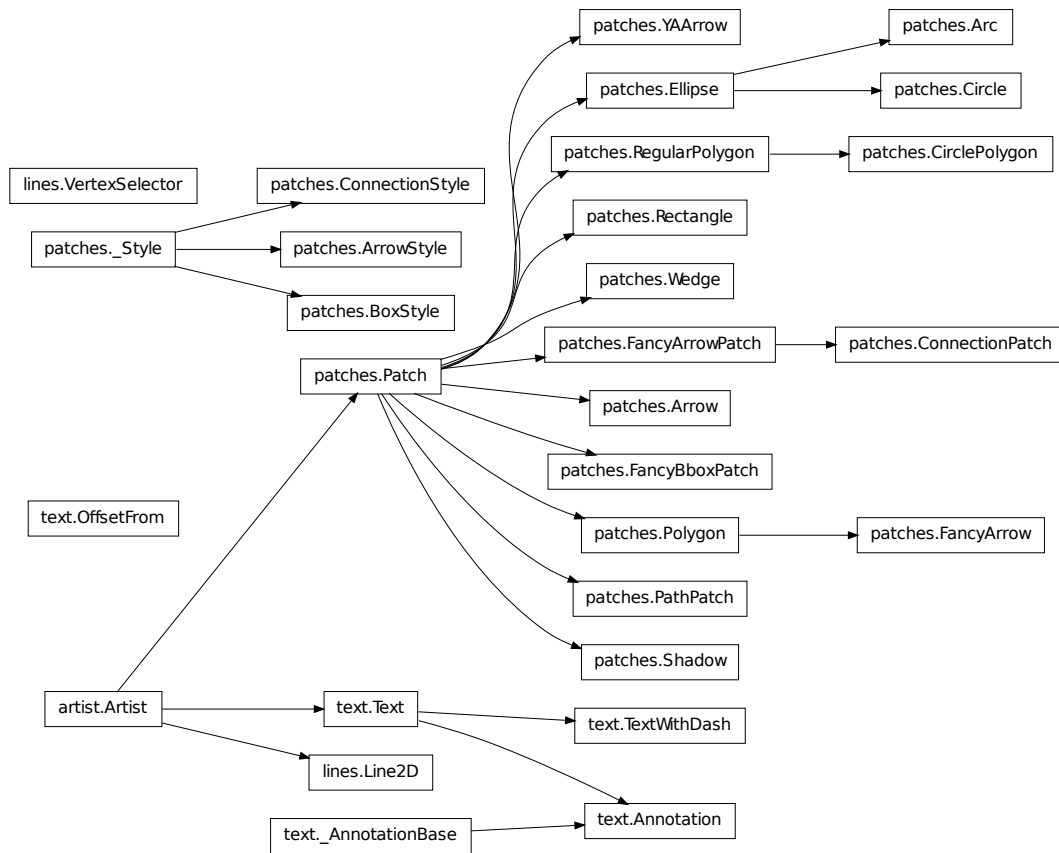 patches.YAArrow
patches.Arc
patches.Ellipse
patches.Circle
patches.RegularPolygon
patches.CirclePolygon
lines.VertexSelector
patches.ConnectionStyle
patches.Rectangle
patches._Style
patches.ArrowStyle
patches.Wedge
patches.BoxStyle
patches.FancyArrowPatch
patches.ConnectionPatch
patches.Patch
patches.Arrow
patches.FancyBboxPatch
text.OffsetFrom
patches.Polygon
patches.FancyArrow
patches.PathPatch
patches.Shadow
artist.Artist
text.Text
text.TextWithDash
lines.Line2D
text._AnnotationBase
text.Annotation